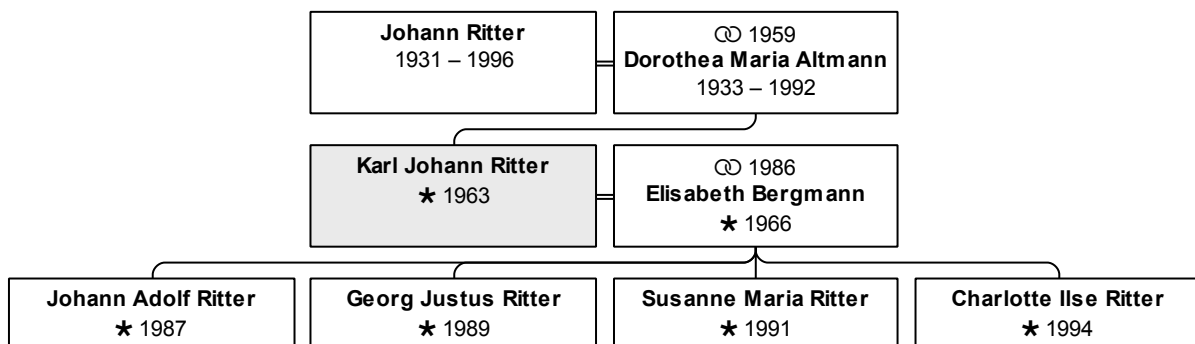 Johann Ritter
1931 – 1996
⚭ 1959
Dorothea Maria Altmann
1933 – 1992
Karl Johann Ritter
* 1963
⚭ 1986
Elisabeth Bergmann
* 1966
Johann Adolf Ritter
* 1987
Georg Justus Ritter
* 1989
Susanne Maria Ritter
* 1991
Charlotte Ilse Ritter
* 1994